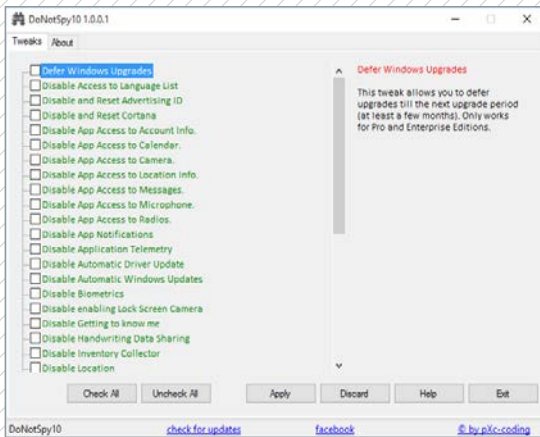 DoNotSpy10 1.0.0.1
Tweaks About
Defer Windows Upgrades
Disable Access to Language List
Disable and Reset Advertising ID
Disable and Reset Cortana
Disable App Access to Account Info.
Disable App Access to Calendar.
Disable App Access to Camera.
Disable App Access to Location Info.
Disable App Access to Messages.
Disable App Access to Microphone.
Disable App Access to Radios.
Disable App Notifications
Disable Application Telemetry
Disable Automatic Driver Update
Disable Automatic Windows Updates
Disable Biometrics
Disable enabling Lock Screen Camera
Disable Getting to know me
Disable Handwriting Data Sharing
Disable Inventory Collector
Disable Location
Defer Windows Upgrades
This tweak allows you to defer
upgrades till the next upgrade period
(at least a few months). Only works
for Pro and Enterprise Editions.
Check All Uncheck All Apply Discard Help Exit
DoNotSpy10 check for updates facebook © by pXc-coding